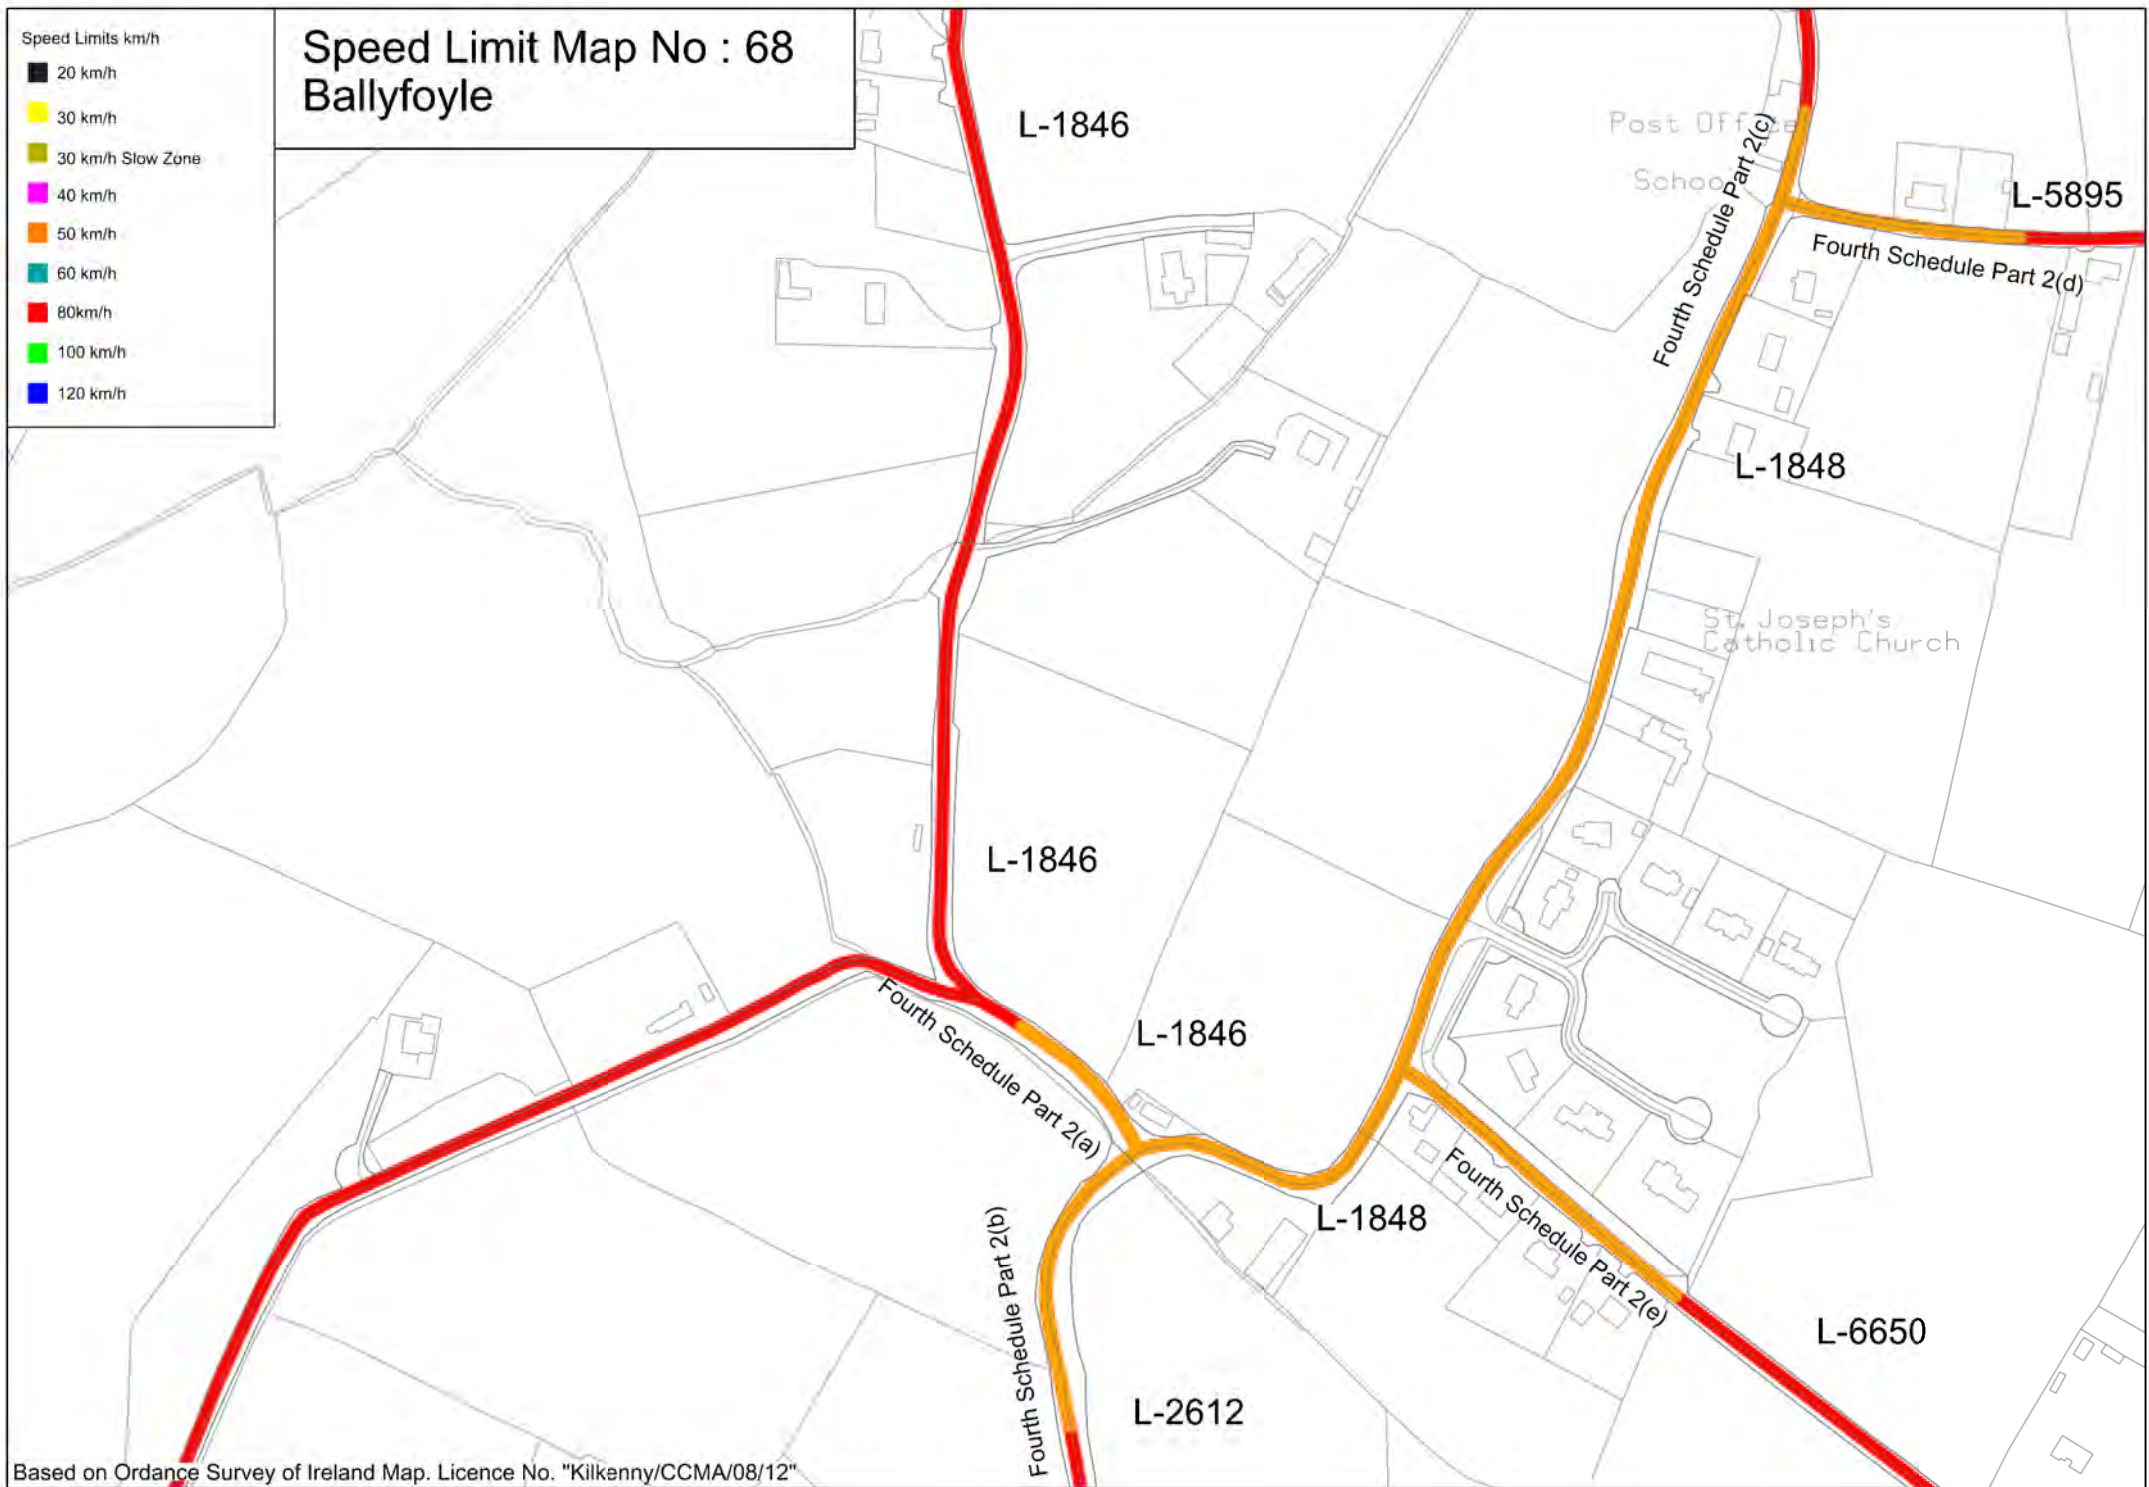 Speed Limits km/h
20 km/h
30 km/h
30 km/h Slow Zone
40 km/h
50 km/h
60 km/h
80km/h
100 km/h
120 km/h
Speed Limit Map No : 68
Ballyfoyle
L-1846
Post Office
School
Fourth Schedule Part 2(c)
L-5895
Fourth Schedule Part 2(d)
L-1848
St. Joseph's
Catholic Church
L-1846
L-1846
Fourth Schedule Part 2(a)
L-1848
Fourth Schedule Part 2(e)
Fourth Schedule Part 2(b)
L-6650
L-2612
Based on Ordance Survey of Ireland Map. Licence No. "Kilkenny/CCMA/08/12"